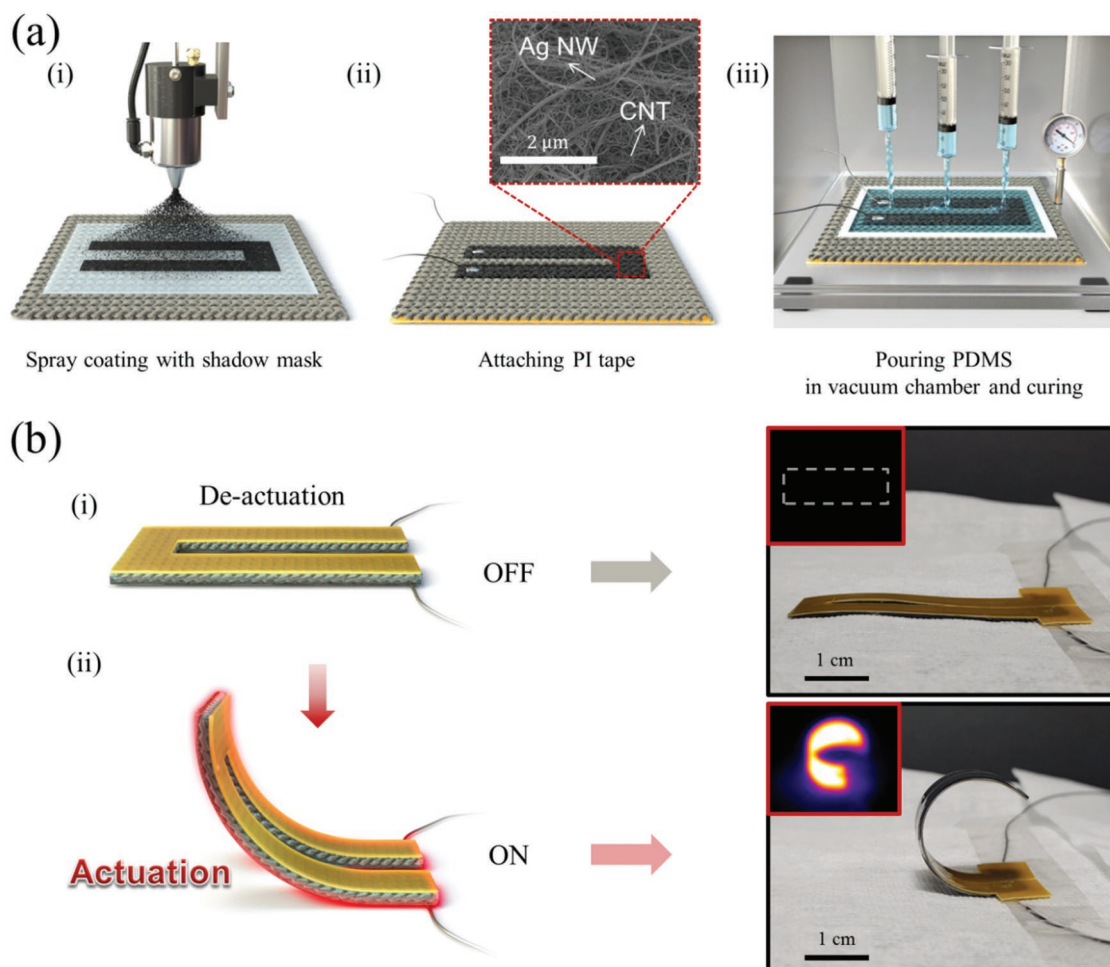 (a)
(i)
(ii)
Ag NW
CNT
2 μm
(iii)
Spray coating with shadow mask
Attaching PI tape
Pouring PDMS
in vacuum chamber and curing
(b)
(i)
De-actuation
OFF
1 cm
(ii)
Actuation
ON
1 cm